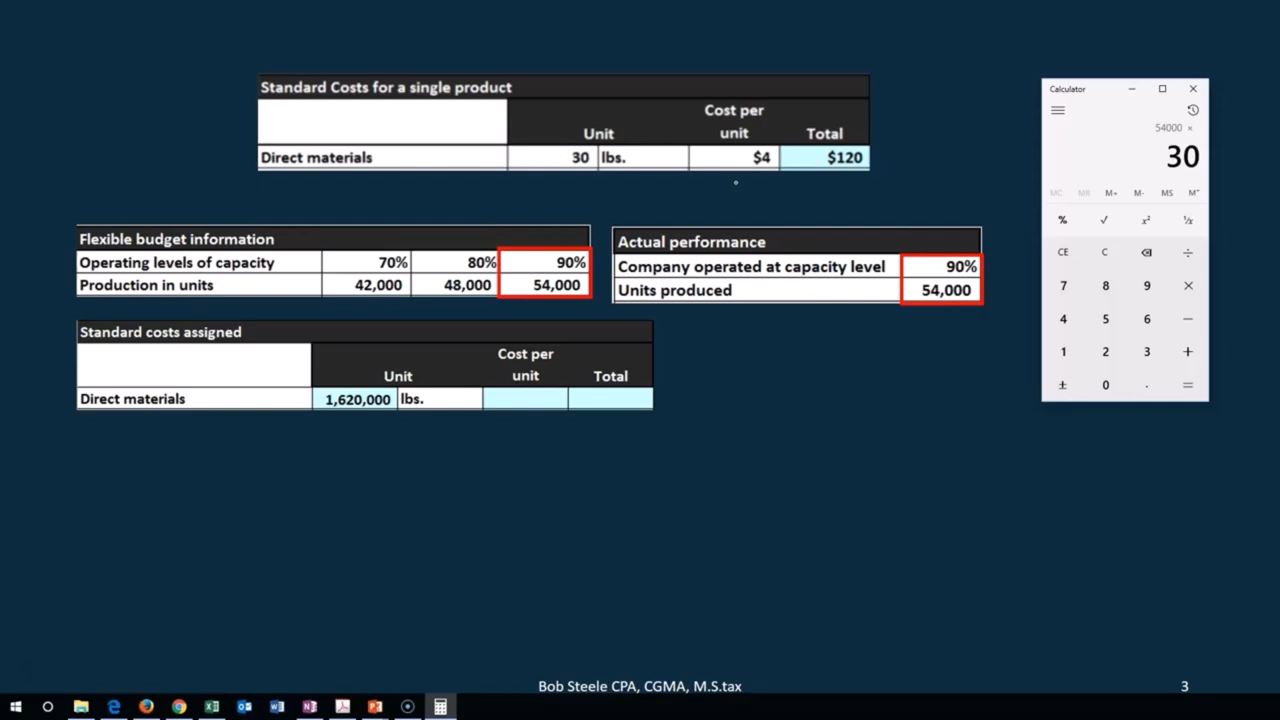 Standard Costs for a single product
Cost per
Unit unit Total
Direct materials 30 lbs. $4 $120
Flexible budget information
Operating levels of capacity 70% 80% 90%
Production in units 42,000 48,000 54,000
Actual performance
Company operated at capacity level 90%
Units produced 54,000
Standard costs assigned
Cost per
Unit unit Total
Direct materials 1,620,000 lbs.
Calculator
54000 ×
30
MC MR M+ M- MS M˅
% √ x² ¹/x
CE C ⌫ ÷
7 8 9 ×
4 5 6 −
1 2 3 +
± 0 . =
Bob Steele CPA, CGMA, M.S.tax
3